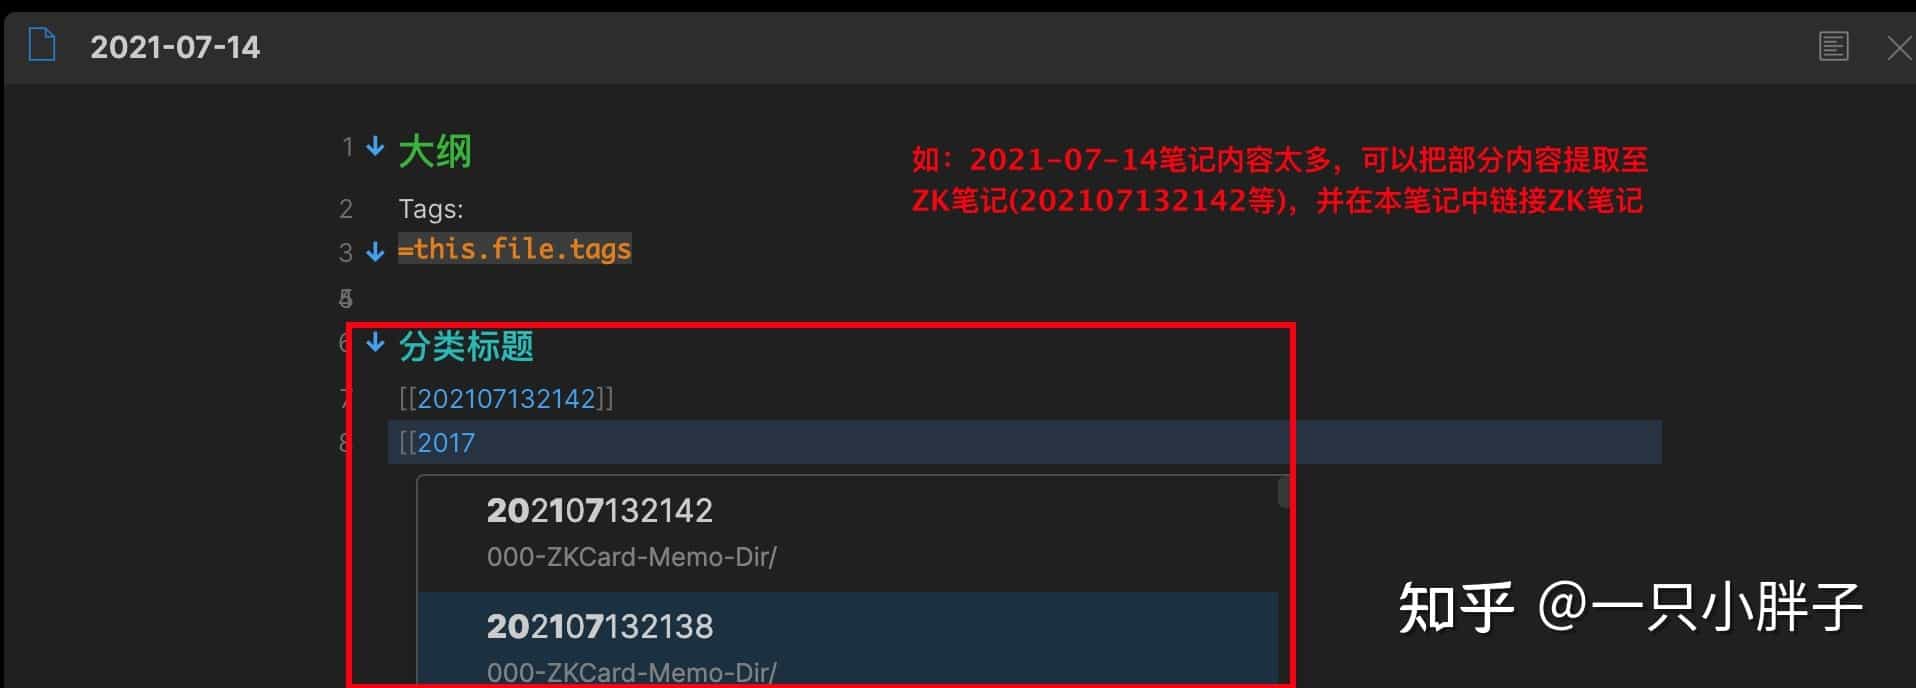 2021-07-14
1 大纲
如：2021-07-14笔记内容太多，可以把部分内容提取至
ZK笔记(202107132142等)，并在本笔记中链接ZK笔记
2 Tags:
3 =this.file.tags
5
6 分类标题
7 [[202107132142]]
8 [[2017
202107132142
000-ZKCard-Memo-Dir/
202107132138
000-ZKCard-Memo-Dir/
知乎 @一只小胖子